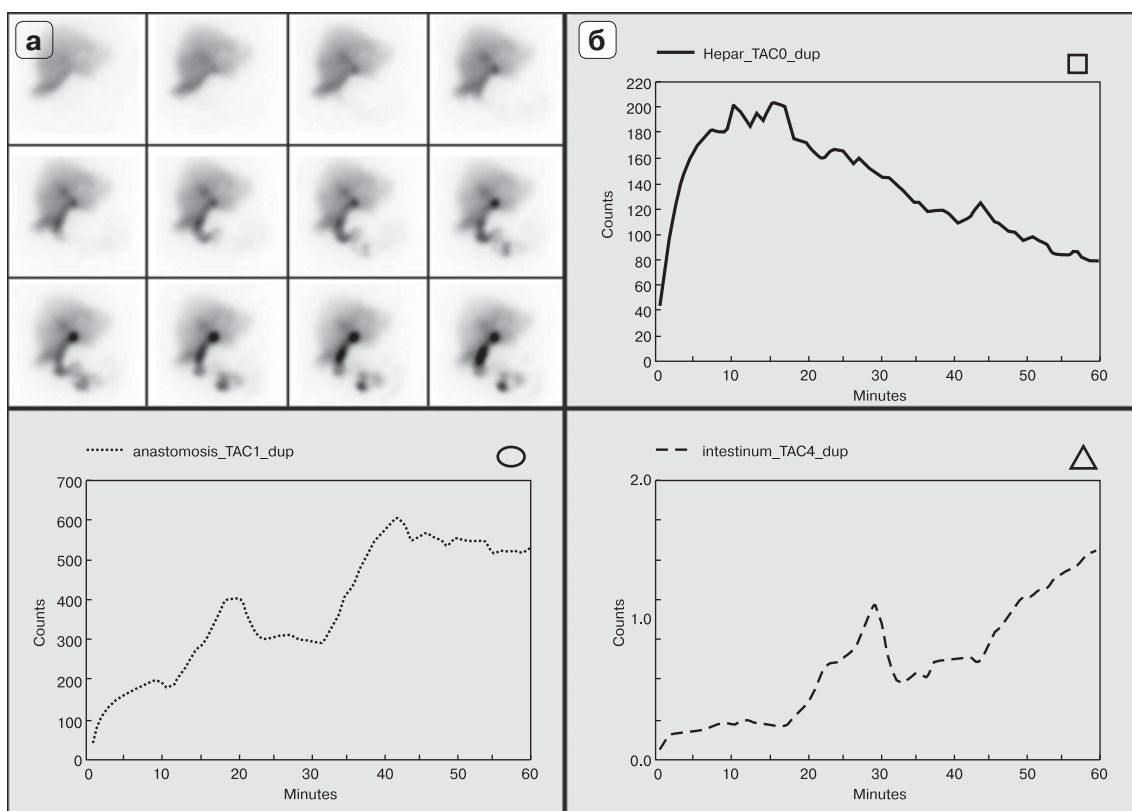 а
б
Hepar_TAC0_dup
220
200
180
160
140
120
100
80
60
40
20
0
Counts
0 10 20 30 40 50 60
Minutes
anastomosis_TAC1_dup
700
600
500
400
300
200
100
0
Counts
0 10 20 30 40 50 60
Minutes
intestinum_TAC4_dup
2.0
1.0
0.0
Counts
0 10 20 30 40 50 60
Minutes